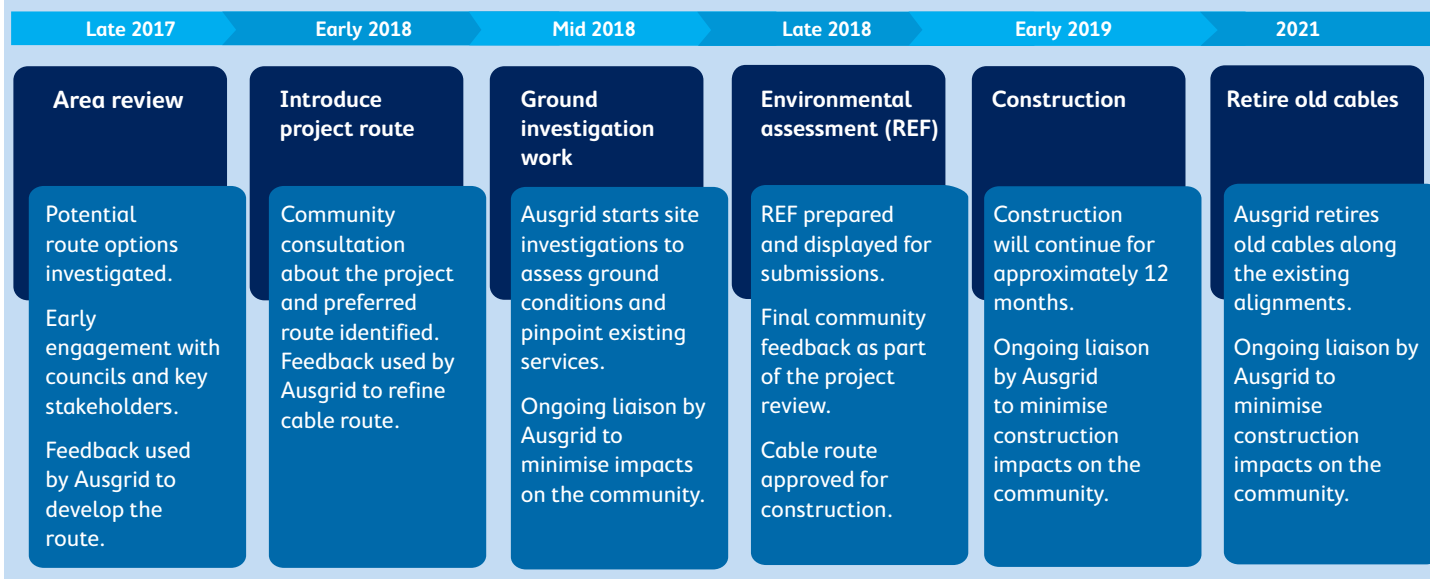 Late 2017
Early 2018
Mid 2018
Late 2018
Early 2019
2021
Area review
Potential
route options
investigated.
Early
engagement with
councils and key
stakeholders.
Feedback used
by Ausgrid to
develop the
route.
Introduce
project route
Community
consultation
about the project
and preferred
route identified.
Feedback used by
Ausgrid to refine
cable route.
Ground
investigation
work
Ausgrid starts site
investigations to
assess ground
conditions and
pinpoint existing
services.
Ongoing liaison by
Ausgrid to
minimise impacts
on the community.
Environmental
assessment (REF)
REF prepared
and displayed for
submissions.
Final community
feedback as part
of the project
review.
Cable route
approved for
construction.
Construction
Construction
will continue for
approximately 12
months.
Ongoing liaison
by Ausgrid
to minimise
construction
impacts on the
community.
Retire old cables
Ausgrid retires
old cables along
the existing
alignments.
Ongoing liaison by
Ausgrid to
minimise
construction
impacts on the
community.